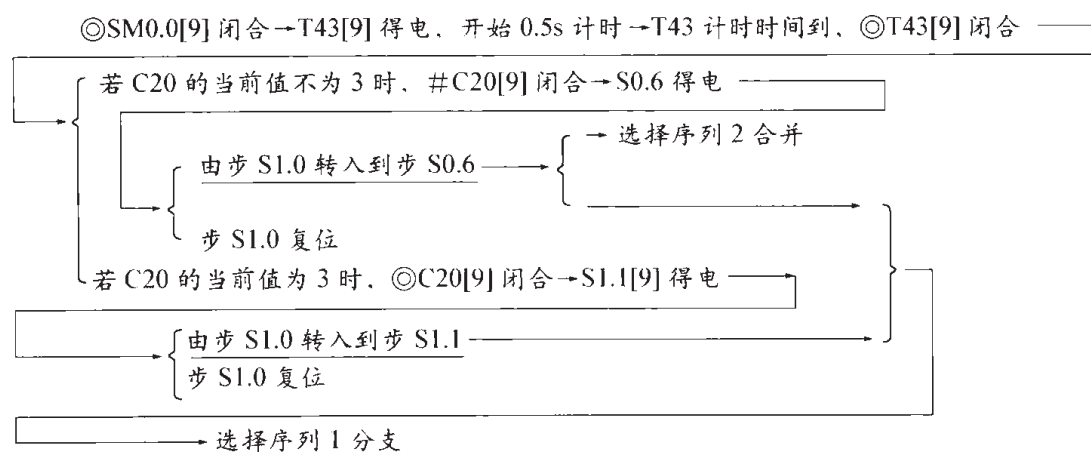 ◎SM0.0[9] 闭合→T43[9] 得电、开始 0.5s 计时→T43 计时时间到、◎T43[9] 闭合
若 C20 的当前值不为 3 时、#C20[9] 闭合→S0.6 得电
→ 选择序列 2 合并
由步 S1.0 转入到步 S0.6
步 S1.0 复位
若 C20 的当前值为 3 时、◎C20[9] 闭合→S1.1[9] 得电
由步 S1.0 转入到步 S1.1
步 S1.0 复位
选择序列 1 分支